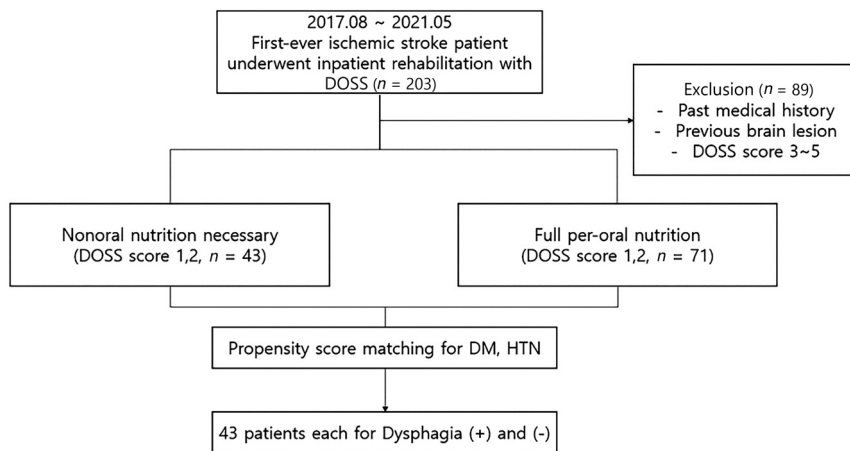 2017.08 ~ 2021.05
First-ever ischemic stroke patient
underwent inpatient rehabilitation with
DOSS (n = 203)
Exclusion (n = 89)
- Past medical history
- Previous brain lesion
- DOSS score 3~5
Nonoral nutrition necessary
(DOSS score 1,2, n = 43)
Full per-oral nutrition
(DOSS score 1,2, n = 71)
Propensity score matching for DM, HTN
43 patients each for Dysphagia (+) and (-)